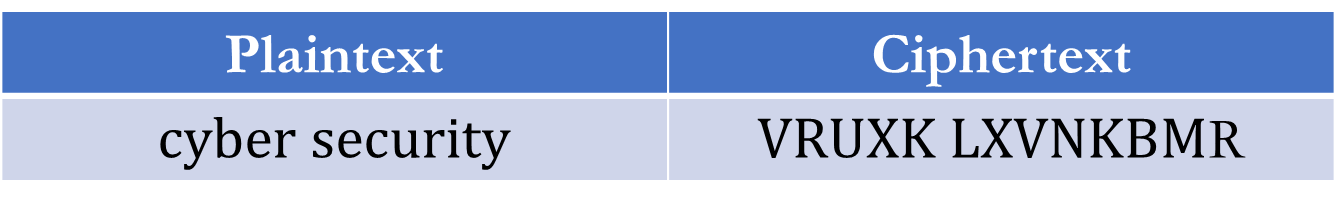 Plaintext Ciphertext
cyber security VRUXK LXVNKBMR